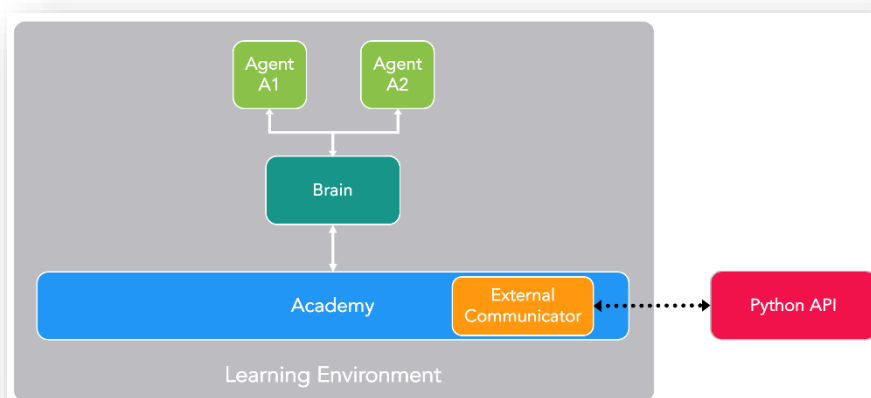 Agent
A1
Agent
A2
Brain
Academy
External
Communicator
Python API
Learning Environment